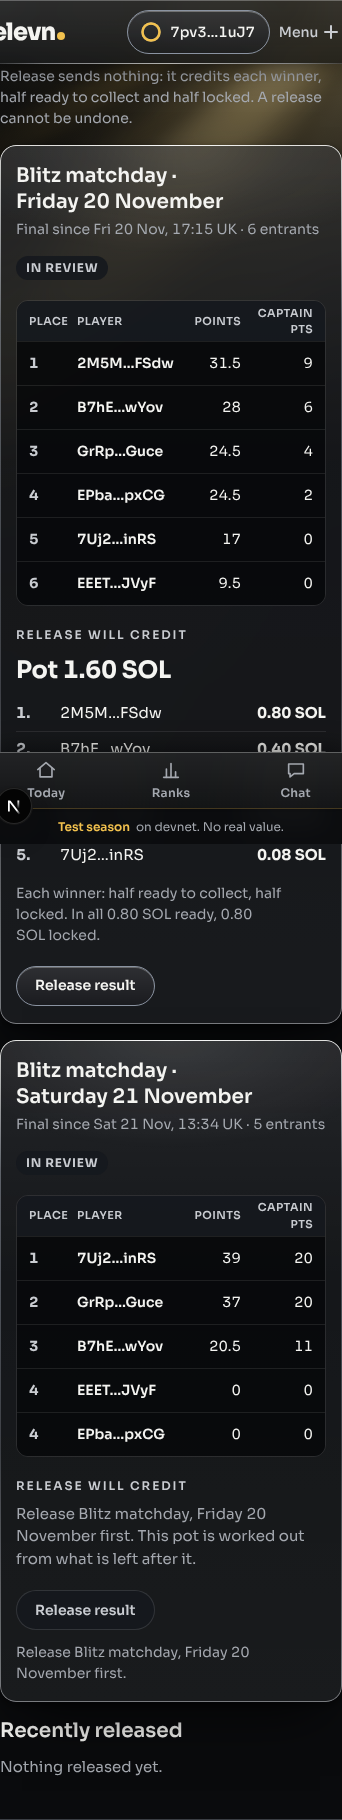 elevn.
7pv3...1uJ7
Menu
Release sends nothing: it credits each winner,
half ready to collect and half locked. A release
cannot be undone.
Blitz matchday ·
Friday 20 November
Final since Fri 20 Nov, 17:15 UK · 6 entrants
IN REVIEW
PLACE PLAYER POINTS CAPTAIN PTS
1 2M5M...FSdw 31.5 9
2 B7hE...wYov 28 6
3 GrRp...Guce 24.5 4
4 EPba...pxCG 24.5 2
5 7Uj2...inRS 17 0
6 EEET...JVyF 9.5 0
RELEASE WILL CREDIT
Pot 1.60 SOL
1. 2M5M...FSdw 0.80 SOL
2. B7hE...wYov 0.40 SOL
Today Ranks Chat
N
Test season on devnet. No real value.
5. 7Uj2...inRS 0.08 SOL
Each winner: half ready to collect, half
locked. In all 0.80 SOL ready, 0.80
SOL locked.
Release result
Blitz matchday ·
Saturday 21 November
Final since Sat 21 Nov, 13:34 UK · 5 entrants
IN REVIEW
PLACE PLAYER POINTS CAPTAIN PTS
1 7Uj2...inRS 39 20
2 GrRp...Guce 37 20
3 B7hE...wYov 20.5 11
4 EEET...JVyF 0 0
4 EPba...pxCG 0 0
RELEASE WILL CREDIT
Release Blitz matchday, Friday 20
November first. This pot is worked out
from what is left after it.
Release result
Release Blitz matchday, Friday 20
November first.
Recently released
Nothing released yet.